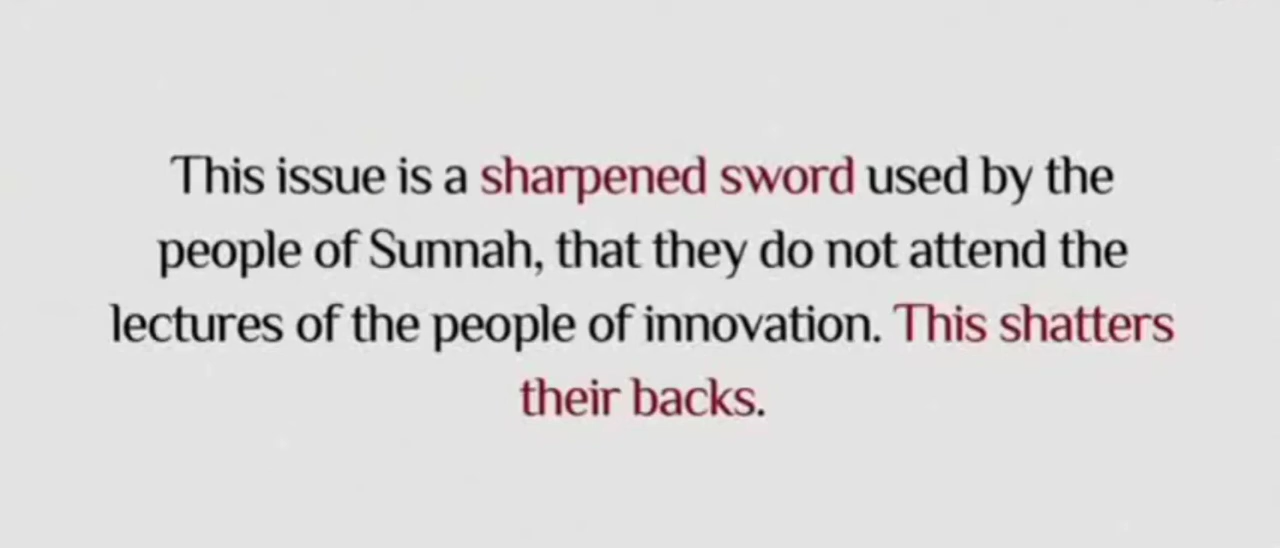 This issue is a sharpened sword used by the
people of Sunnah, that they do not attend the
lectures of the people of innovation. This shatters
their backs.